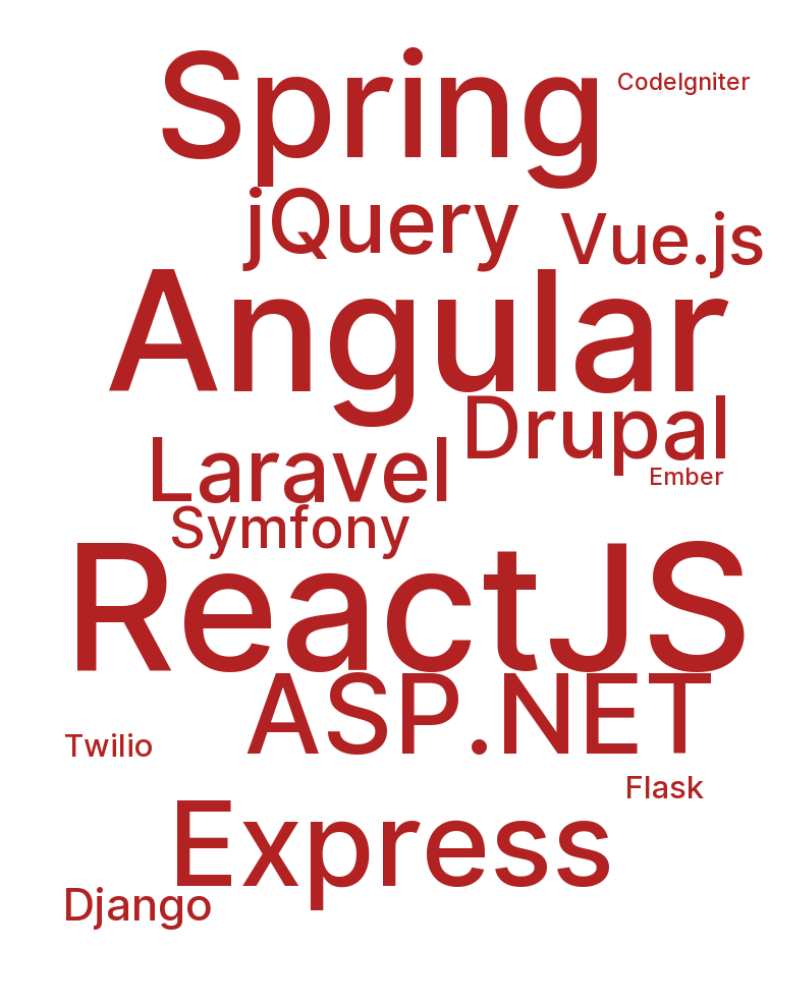 Spring
CodeIgniter
jQuery
Vue.js
Angular
Drupal
Laravel
Ember
Symfony
ReactJS
ASP.NET
Twilio
Flask
Express
Django